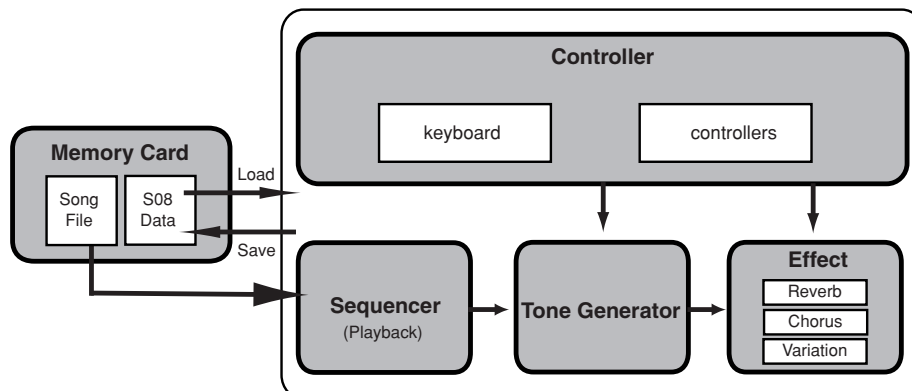 Controller
keyboard
controllers
Memory Card
Song
File
S08
Data
Load
Save
Sequencer
(Playback)
Tone Generator
Effect
Reverb
Chorus
Variation